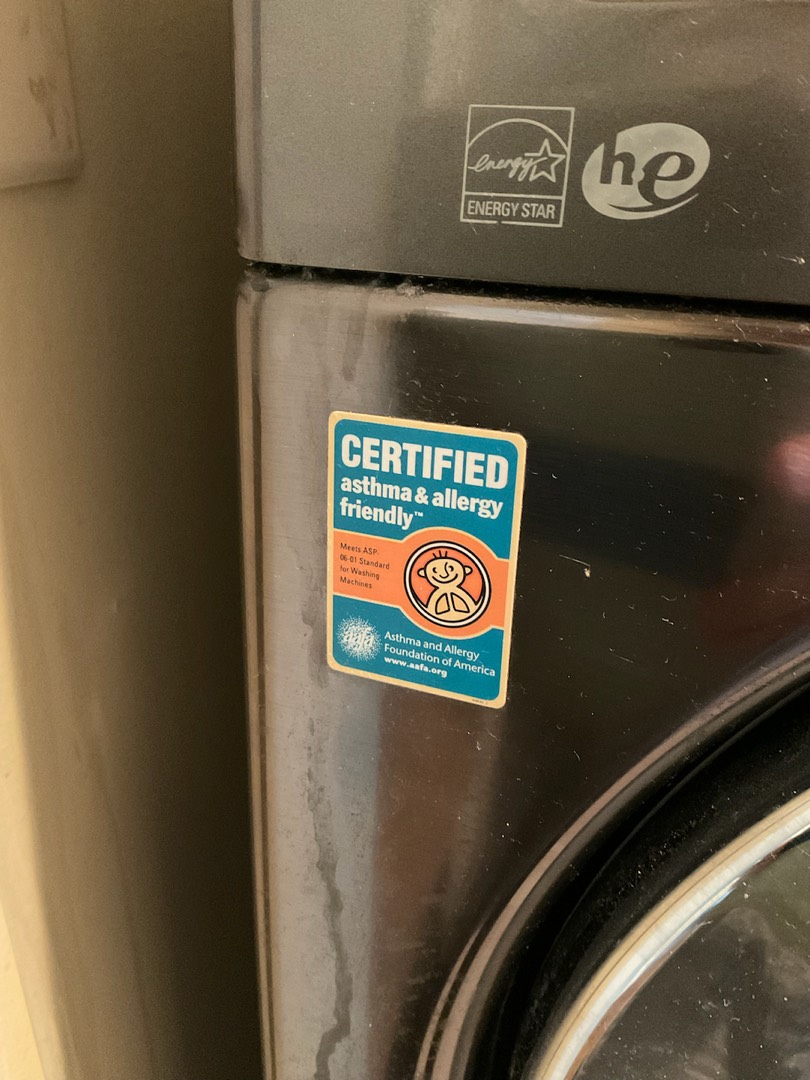 energy
ENERGY STAR
he
CERTIFIED
asthma & allergy
friendly™
Meets ASP:
06-01 Standard
for Washing
Machines
aafa
Asthma and Allergy
Foundation of America
www.aafa.org